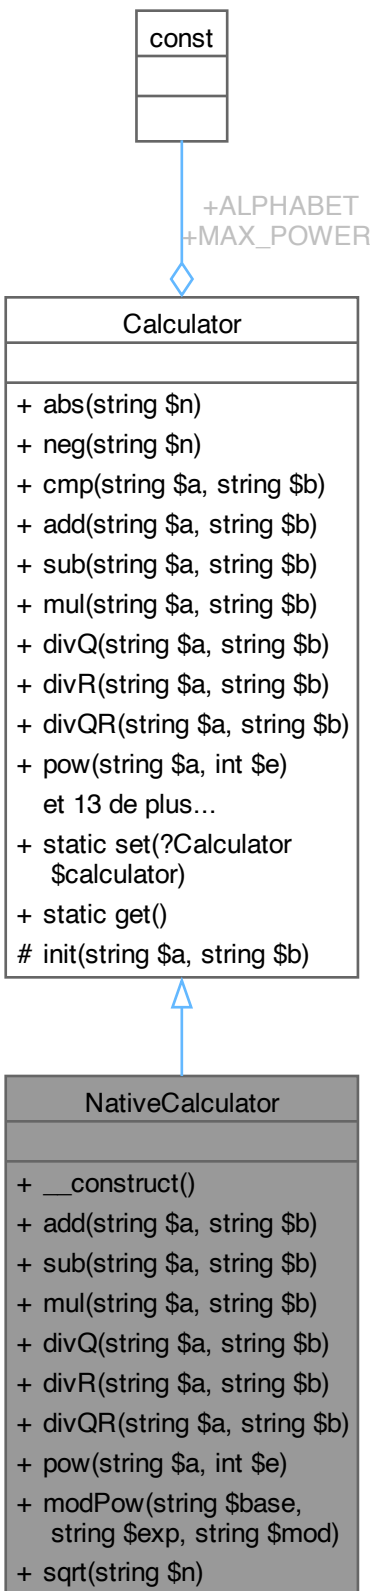 const
+ALPHABET
+MAX_POWER
Calculator
+ abs(string $n)
+ neg(string $n)
+ cmp(string $a, string $b)
+ add(string $a, string $b)
+ sub(string $a, string $b)
+ mul(string $a, string $b)
+ divQ(string $a, string $b)
+ divR(string $a, string $b)
+ divQR(string $a, string $b)
+ pow(string $a, int $e)
et 13 de plus...
+ static set(?Calculator
$calculator)
+ static get()
# init(string $a, string $b)
NativeCalculator
+ __construct()
+ add(string $a, string $b)
+ sub(string $a, string $b)
+ mul(string $a, string $b)
+ divQ(string $a, string $b)
+ divR(string $a, string $b)
+ divQR(string $a, string $b)
+ pow(string $a, int $e)
+ modPow(string $base,
string $exp, string $mod)
+ sqrt(string $n)